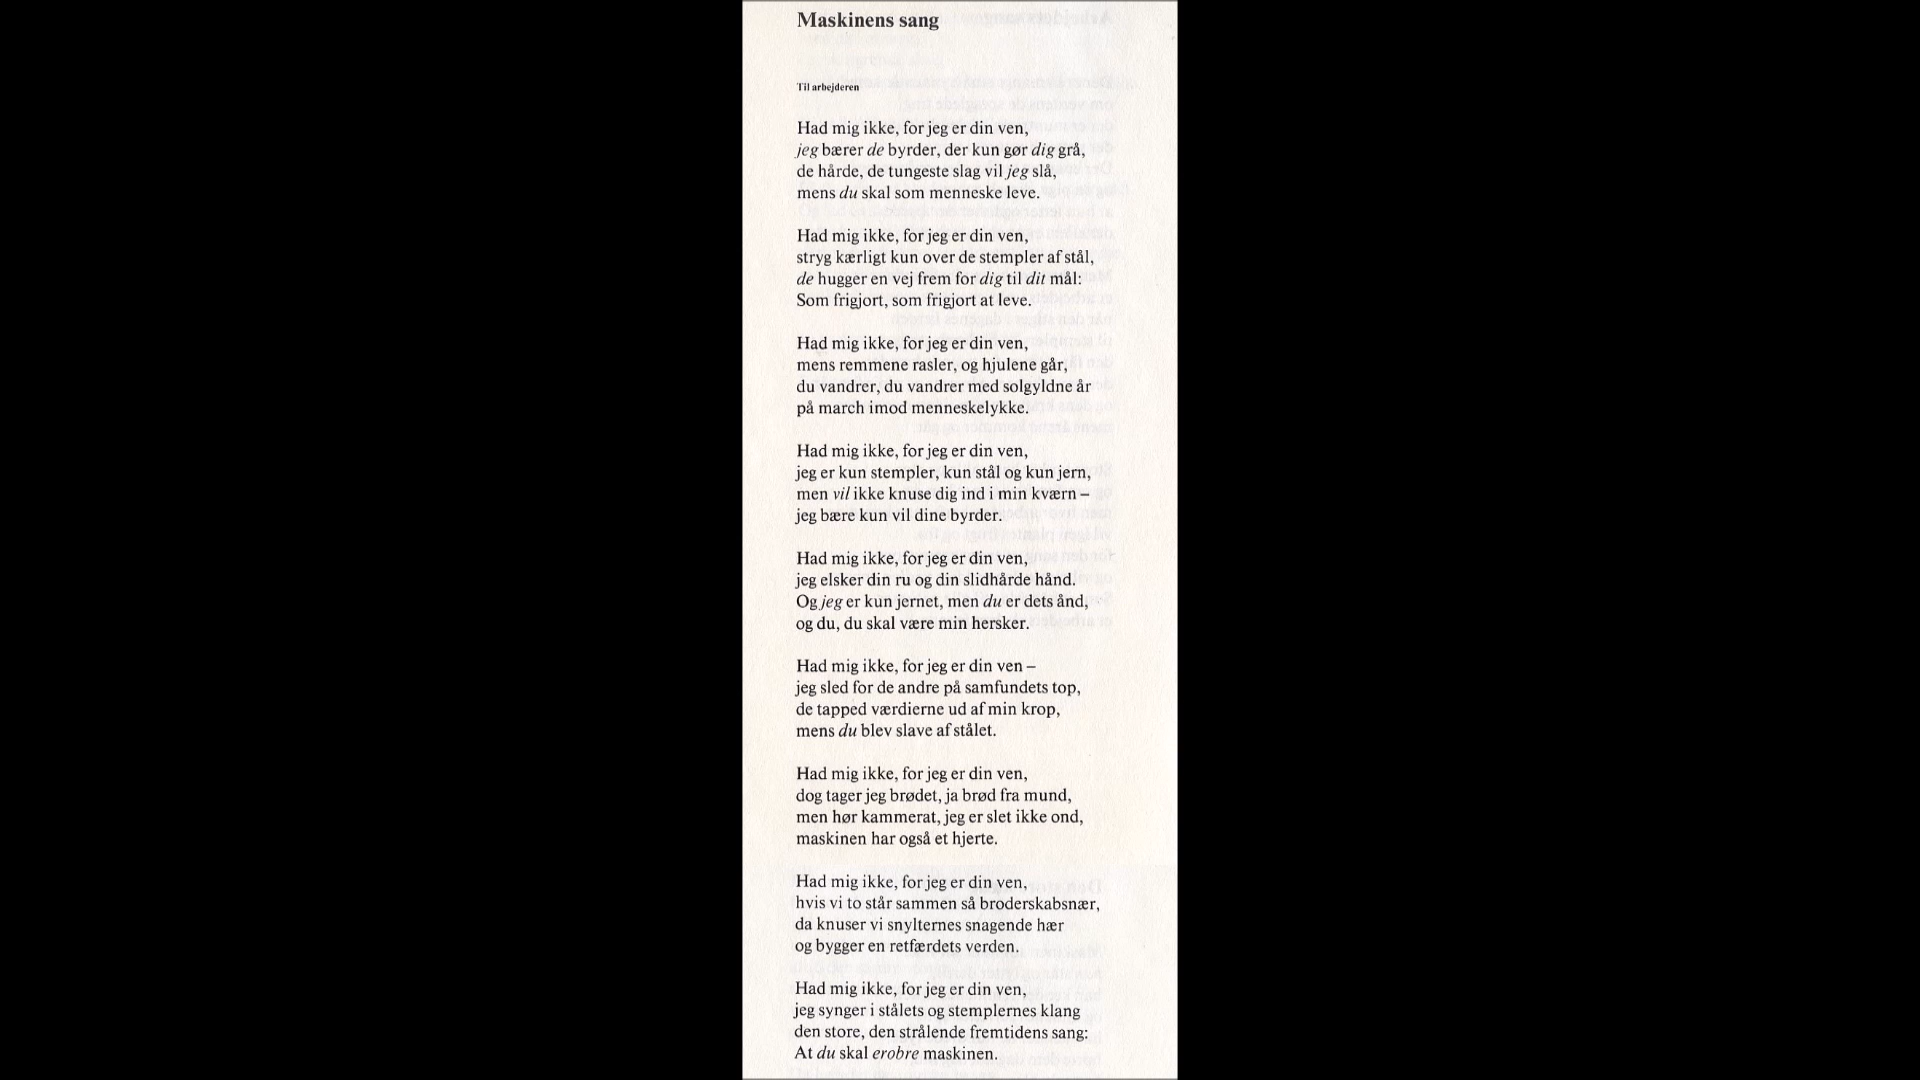 Maskinens sang
Til arbejderen
Had mig ikke, for jeg er din ven,
jeg bærer de byrder, der kun gør dig grå,
de hårde, de tungeste slag vil jeg slå,
mens du skal som menneske leve.
Had mig ikke, for jeg er din ven,
stryg kærligt kun over de stempler af stål,
de hugger en vej frem for dig til dit mål:
Som frigjort, som frigjort at leve.
Had mig ikke, for jeg er din ven,
mens remmene rasler, og hjulene går,
du vandrer, du vandrer med solgyldne år
på march imod menneskelykke.
Had mig ikke, for jeg er din ven,
jeg er kun stempler, kun stål og kun jern,
men vil ikke knuse dig ind i min kværn –
jeg bære kun vil dine byrder.
Had mig ikke, for jeg er din ven,
jeg elsker din ru og din slidhårde hånd.
Og jeg er kun jernet, men du er dets ånd,
og du, du skal være min hersker.
Had mig ikke, for jeg er din ven –
jeg sled for de andre på samfundets top,
de tapped værdierne ud af min krop,
mens du blev slave af stålet.
Had mig ikke, for jeg er din ven,
dog tager jeg brødet, ja brød fra mund,
men hør kammerat, jeg er slet ikke ond,
maskinen har også et hjerte.
Had mig ikke, for jeg er din ven,
hvis vi to står sammen så broderskabsnær,
da knuser vi snylternes snagende hær
og bygger en retfærdets verden.
Had mig ikke, for jeg er din ven,
jeg synger i stålets og stemplernes klang
den store, den strålende fremtidens sang:
At du skal erobre maskinen.